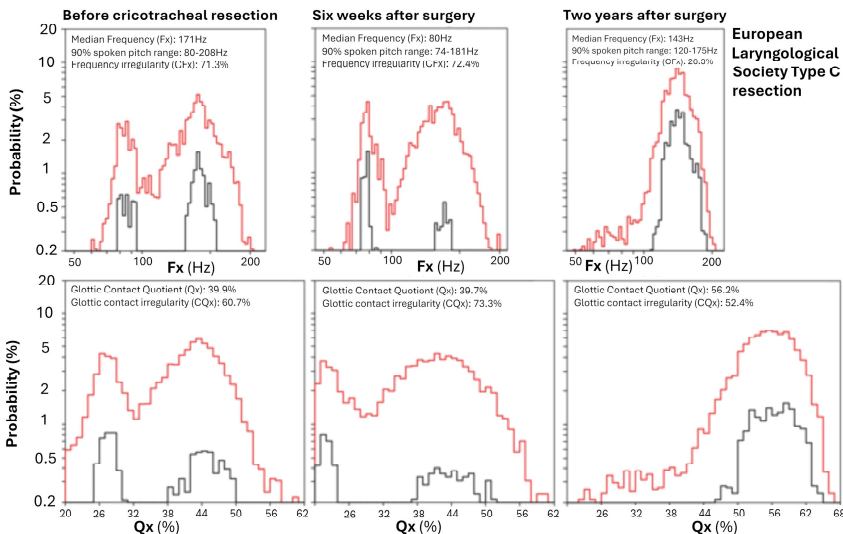 Before cricotracheal resection
Six weeks after surgery
Two years after surgery
European
Laryngological
Society Type C
resection
Probability (%)
20
10
5
2
1
0.5
0.2
Median Frequency (Fx): 171Hz
90% spoken pitch range: 80-208Hz
Frequency irregularity (CFx): 71.3%
50
100
200
Fx (Hz)
Median Frequency (Fx): 80Hz
90% spoken pitch range: 74-181Hz
Frequency irregularity (CFx): 72.4%
50
100
200
Fx (Hz)
Median Frequency (Fx): 143Hz
90% spoken pitch range: 120-175Hz
Frequency irregularity (CFx):
50
100
200
Fx (Hz)
Probability (%)
20
10
5
2
1
0.5
0.2
Glottic Contact Quotient (Qx): 39.9%
Glottic contact irregularity (CQx): 60.7%
20
26
32
38
44
50
56
62
Qx (%)
Glottic Contact Quotient (Qx): 39.7%
Glottic contact irregularity (CQx): 73.3%
26
32
38
44
50
56
62
Qx (%)
Glottic Contact Quotient (Qx): 56.2%
Glottic contact irregularity (CQx): 52.4%
26
32
38
44
50
56
62
68
Qx (%)